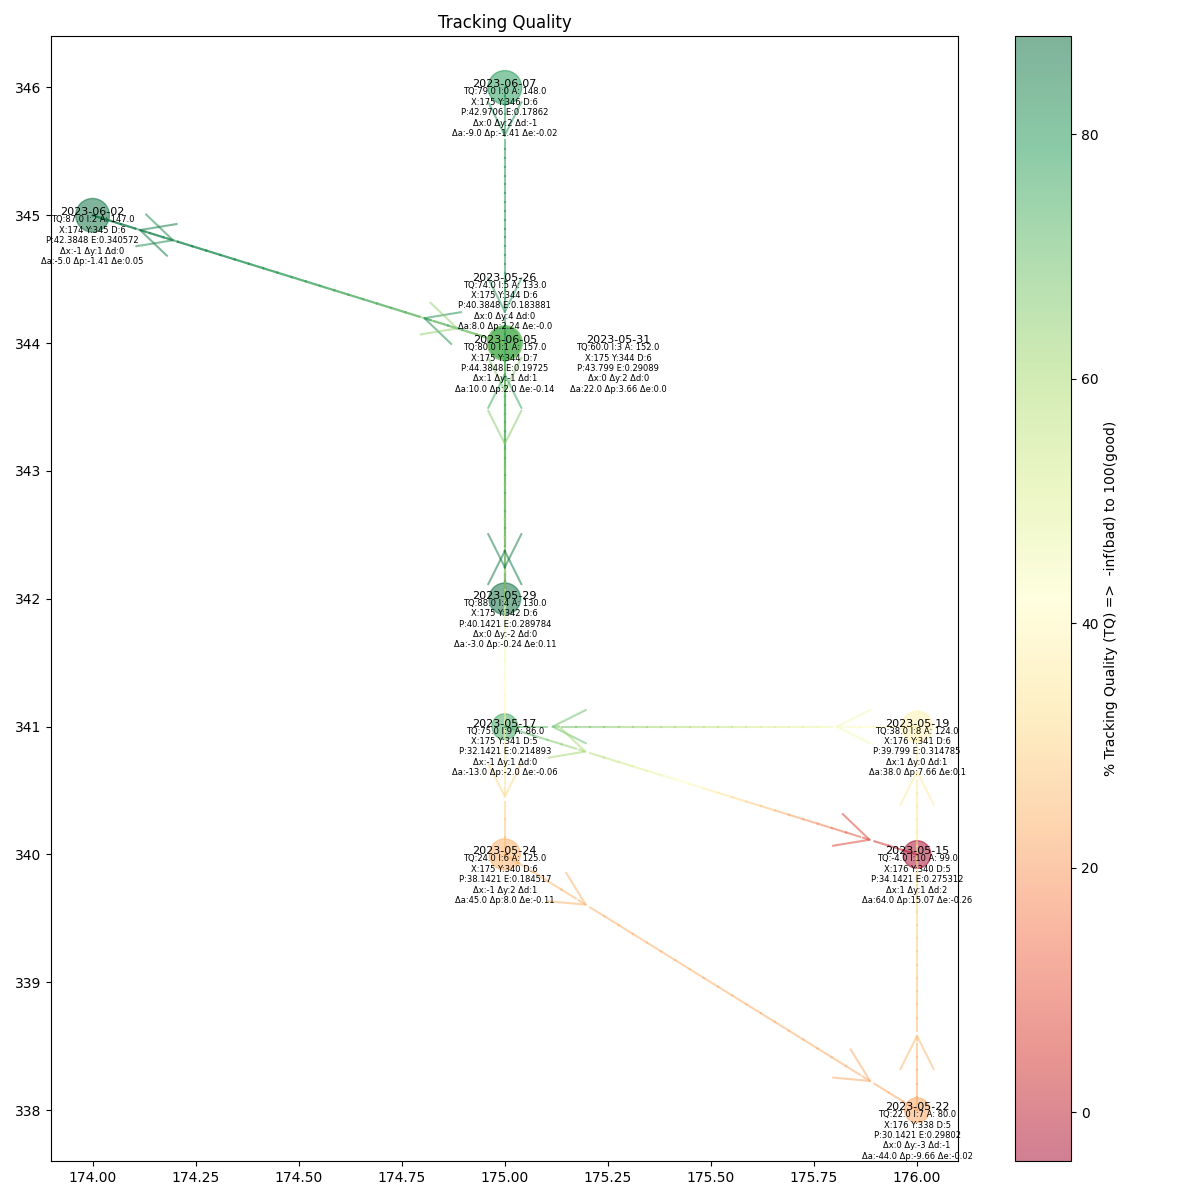 Tracking Quality
346
345
344
343
342
341
340
339
338
2023-06-07
TQ:79.0 I:0 A: 148.0
X:175 Y:346 D:6
P:42.9706 E:0.17862
Δx:0 Δy:2 Δd:-1
Δa:-9.0 Δp:-1.41 Δe:-0.02
2023-06-02
TQ:87.0 I:2 A: 147.0
X:174 Y:345 D:6
P:42.3848 E:0.340572
Δx:-1 Δy:1 Δd:0
Δa:-5.0 Δp:-1.41 Δe:0.05
2023-05-26
TQ:74.0 I:5 A: 133.0
X:175 Y:344 D:6
P:40.3848 E:0.183881
Δx:0 Δy:4 Δd:0
Δa:8.0 Δp:2.24 Δe:-0.0
2023-06-05
TQ:80.0 I:1 A: 157.0
X:175 Y:344 D:7
P:44.3848 E:0.19725
Δx:1 Δy:-1 Δd:1
Δa:10.0 Δp:2.0 Δe:-0.14
2023-05-31
TQ:60.0 I:3 A: 152.0
X:175 Y:344 D:6
P:43.799 E:0.29089
Δx:0 Δy:2 Δd:0
Δa:22.0 Δp:3.66 Δe:0.0
2023-05-29
TQ:88.0 I:4 A: 130.0
X:175 Y:342 D:6
P:40.1421 E:0.289784
Δx:0 Δy:-2 Δd:0
Δa:-3.0 Δp:-0.24 Δe:0.11
2023-05-17
TQ:75.0 I:9 A: 86.0
X:175 Y:341 D:5
P:32.1421 E:0.214893
Δx:-1 Δy:1 Δd:0
Δa:-13.0 Δp:-2.0 Δe:-0.06
2023-05-19
TQ:38.0 I:8 A: 124.0
X:176 Y:341 D:6
P:39.799 E:0.314785
Δx:1 Δy:0 Δd:1
Δa:38.0 Δp:7.66 Δe:0.1
2023-05-24
TQ:24.0 I:6 A: 125.0
X:175 Y:340 D:6
P:38.1421 E:0.184517
Δx:-1 Δy:2 Δd:1
Δa:45.0 Δp:8.0 Δe:-0.11
2023-05-15
TQ:-4.0 I:10 A: 99.0
X:176 Y:340 D:5
P:34.1421 E:0.275312
Δx:1 Δy:1 Δd:2
Δa:64.0 Δp:15.07 Δe:-0.26
2023-05-22
TQ:22.0 I:7 A: 80.0
X:176 Y:338 D:5
P:30.1421 E:0.29802
Δx:0 Δy:-3 Δd:-1
Δa:-44.0 Δp:-9.66 Δe:-0.02
174.00
174.25
174.50
174.75
175.00
175.25
175.50
175.75
176.00
80
60
40
20
0
% Tracking Quality (TQ) =>  -inf(bad) to 100(good)